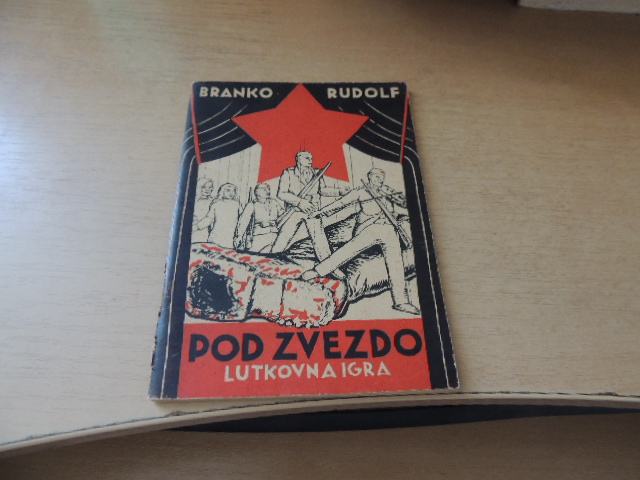 BRANKO RUDOLF
POD ZVEZDO
LUTKOVNA IGRA